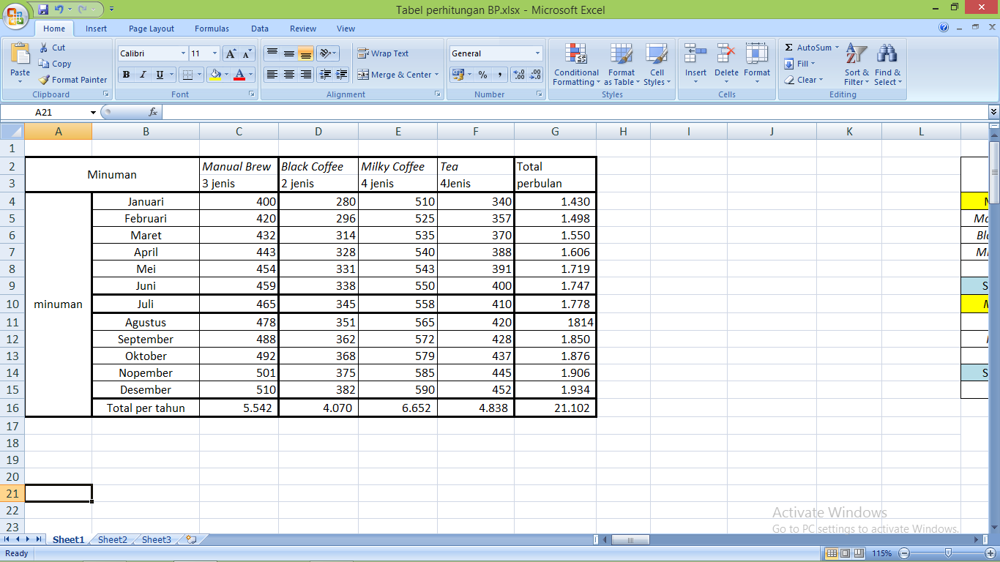 Tabel perhitungan BP.xlsx - Microsoft Excel
Home Insert Page Layout Formulas Data Review View
Paste Cut Copy Format Painter
Clipboard
Calibri 11
B I U
Font
Wrap Text
Merge & Center
Alignment
General
% ,
Number
Conditional Formatting Format as Table Cell Styles
Styles
Insert Delete Format
Cells
Σ AutoSum Fill Clear Sort & Filter Find & Select
Editing
A21 fx
A B C D E F G H I J K L
1
2 Minuman Manual Brew Black Coffee Milky Coffee Tea Total
3 3 jenis 2 jenis 4 jenis 4Jenis perbulan
4 Januari 400 280 510 340 1.430
5 Februari 420 296 525 357 1.498
6 Maret 432 314 535 370 1.550
7 April 443 328 540 388 1.606
8 Mei 454 331 543 391 1.719
9 Juni 459 338 550 400 1.747
10 minuman Juli 465 345 558 410 1.778
11 Agustus 478 351 565 420 1814
12 September 488 362 572 428 1.850
13 Oktober 492 368 579 437 1.876
14 Nopember 501 375 585 445 1.906
15 Desember 510 382 590 452 1.934
16 Total per tahun 5.542 4.070 6.652 4.838 21.102
17
18
19
20
21
22
23
Activate Windows
Go to PC settings to activate Windows.
Sheet1 Sheet2 Sheet3
Ready 115%